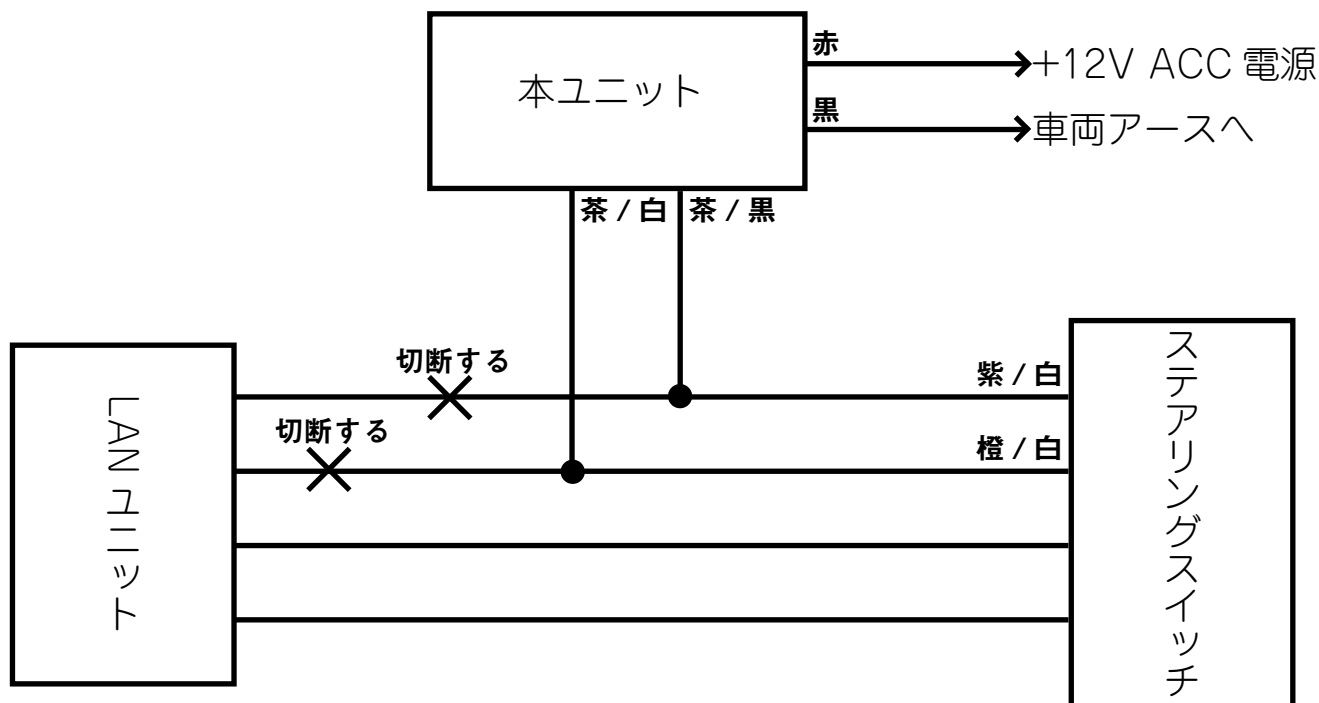 赤
+12V ACC 電源
本ユニット
黒
車両アースへ
茶 / 白
茶 / 黒
切断する
紫 / 白
切断する
橙 / 白
LAN ユニット
ステアリングスイッチ